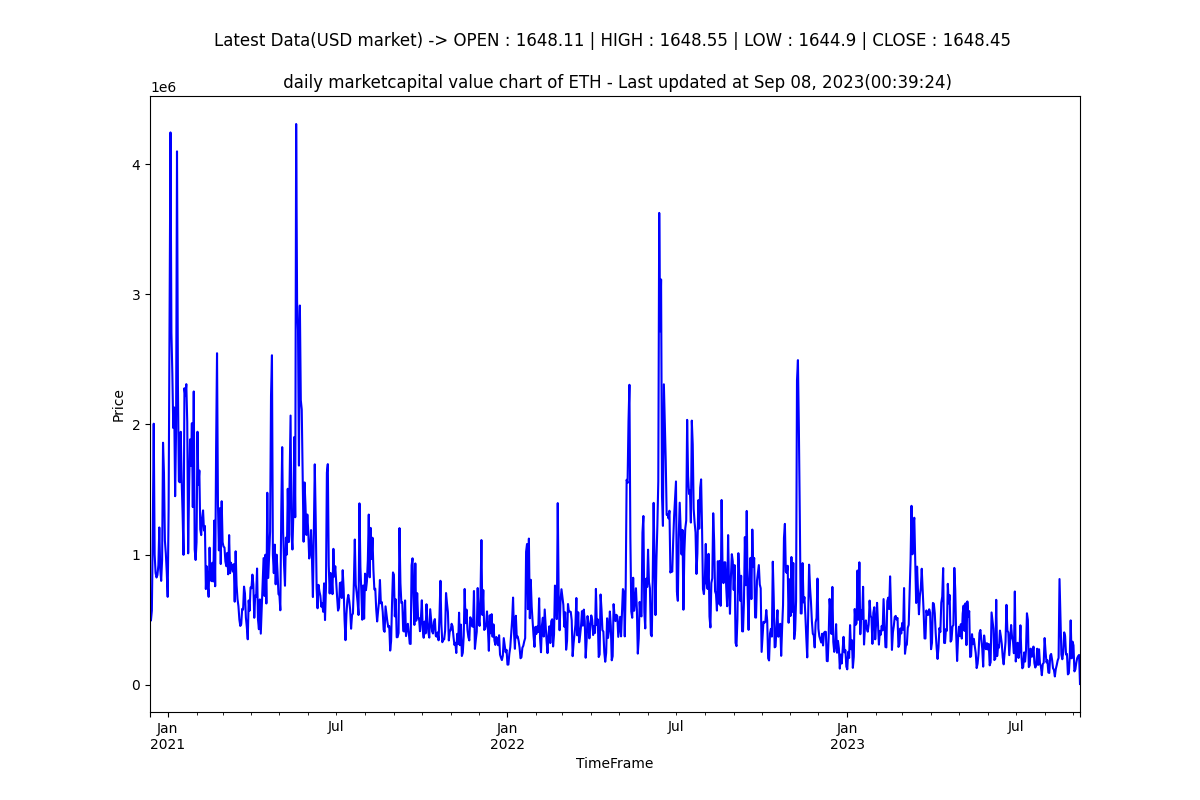 Latest Data(USD market) -> OPEN : 1648.11 | HIGH : 1648.55 | LOW : 1644.9 | CLOSE : 1648.45
daily marketcapital value chart of ETH - Last updated at Sep 08, 2023(00:39:24)
1e6
4
3
2
1
0
Price
Jan Jul Jan Jul Jan Jul
2021 2022 2023
TimeFrame